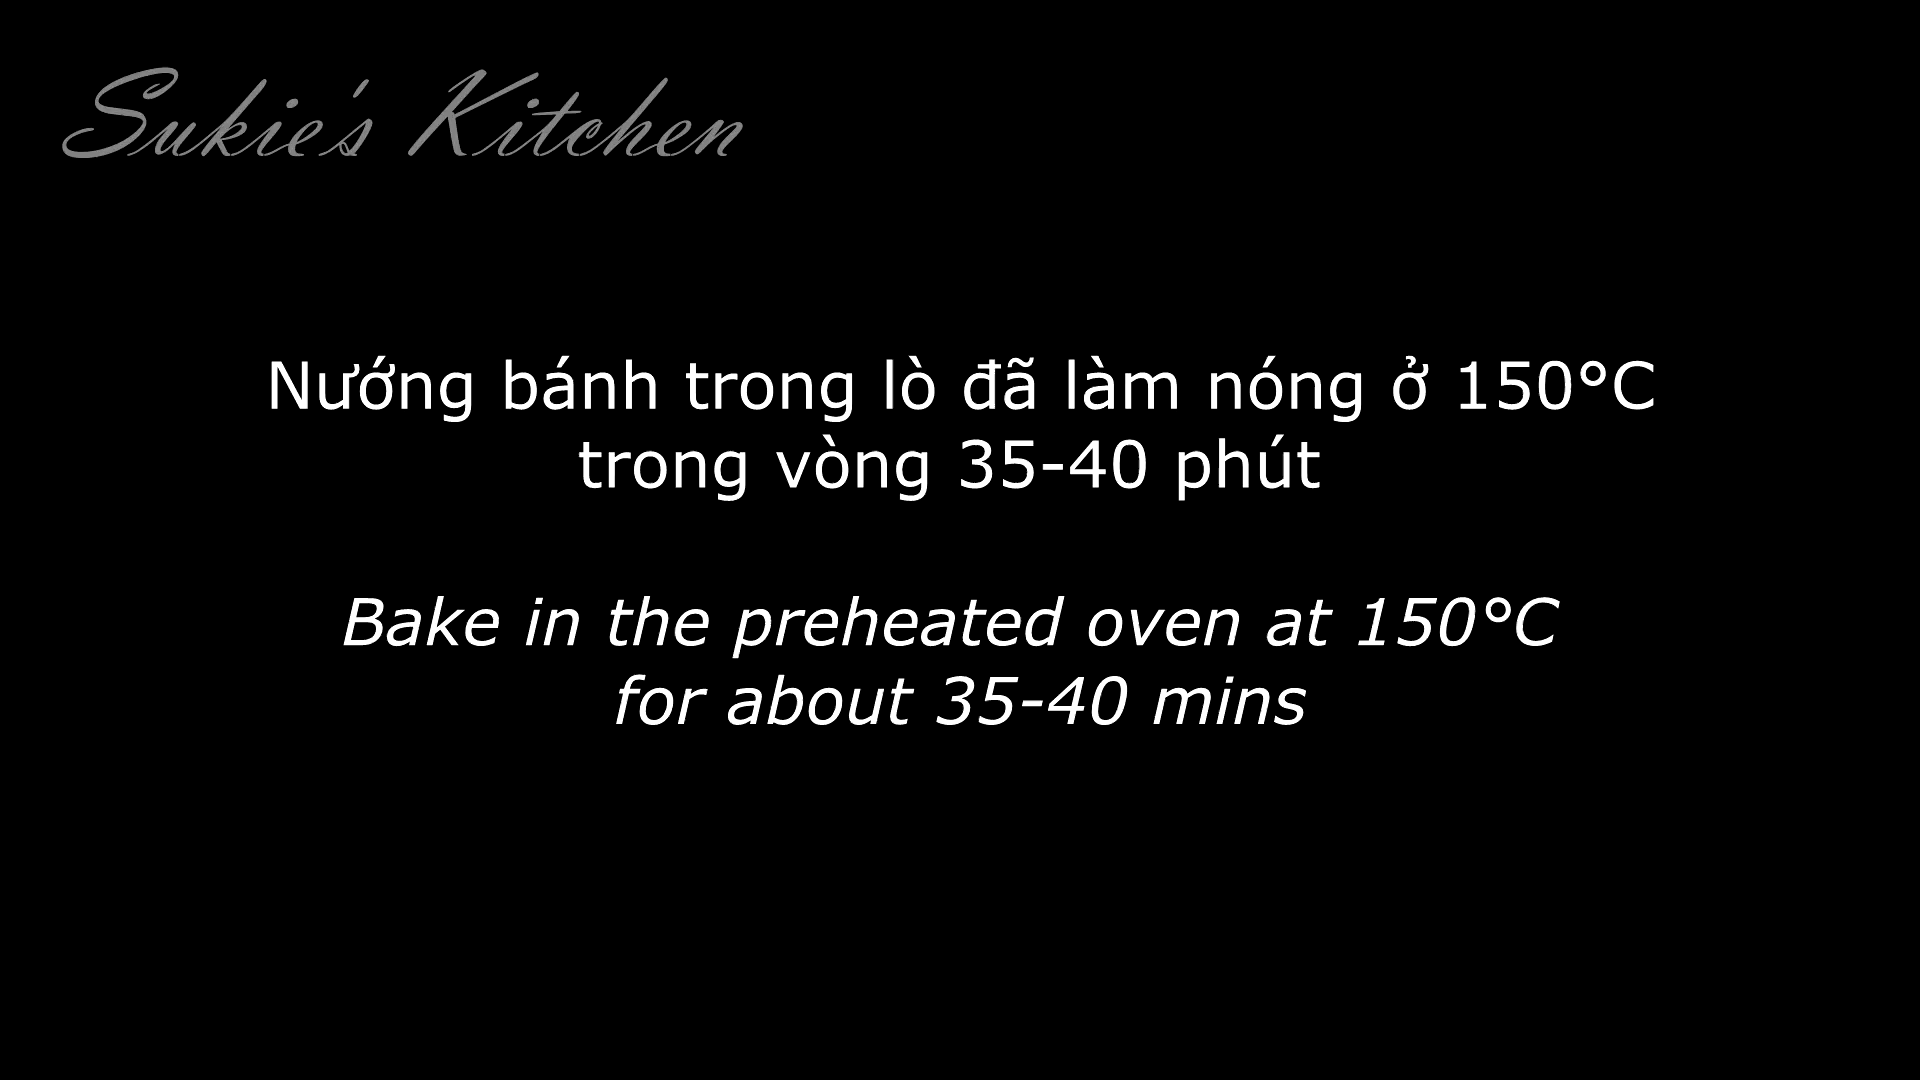 Sukie's Kitchen
Nướng bánh trong lò đã làm nóng ở 150°C
trong vòng 35-40 phút
Bake in the preheated oven at 150°C
for about 35-40 mins